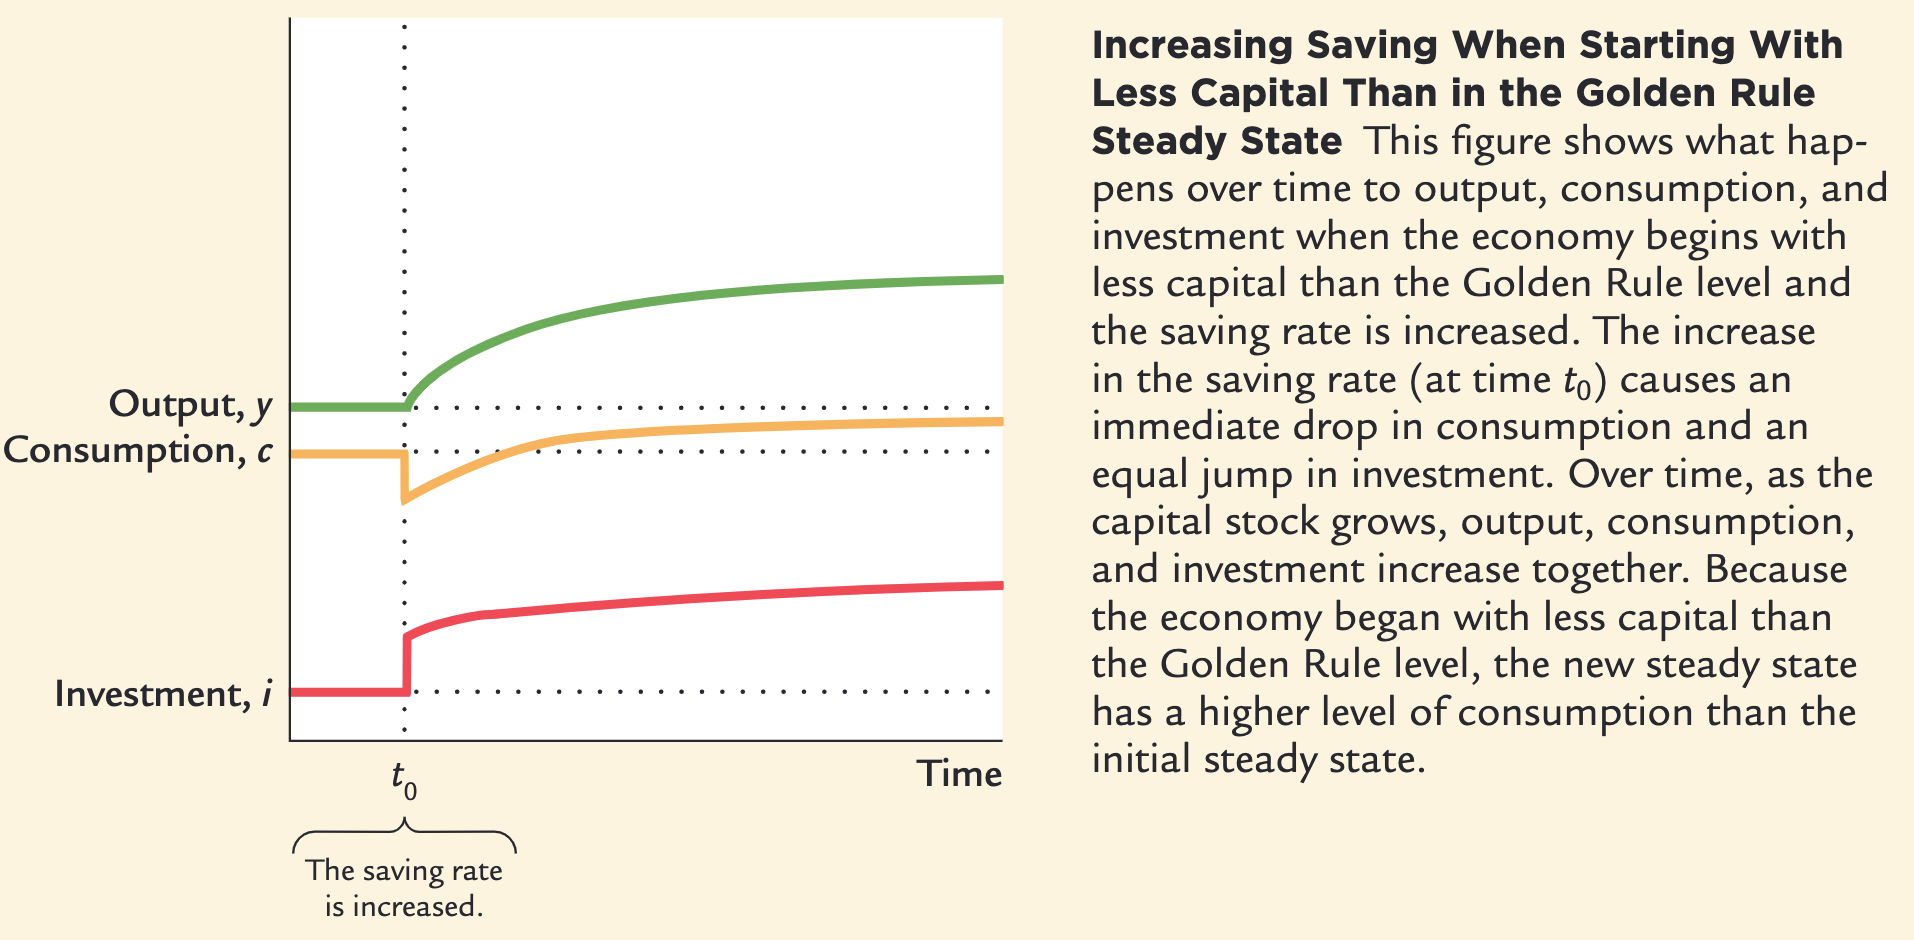 Output, y
Consumption, c
Investment, i
t0
Time
The saving rate
is increased.
Increasing Saving When Starting With
Less Capital Than in the Golden Rule
Steady State This figure shows what hap-
pens over time to output, consumption, and
investment when the economy begins with
less capital than the Golden Rule level and
the saving rate is increased. The increase
in the saving rate (at time t0) causes an
immediate drop in consumption and an
equal jump in investment. Over time, as the
capital stock grows, output, consumption,
and investment increase together. Because
the economy began with less capital than
the Golden Rule level, the new steady state
has a higher level of consumption than the
initial steady state.